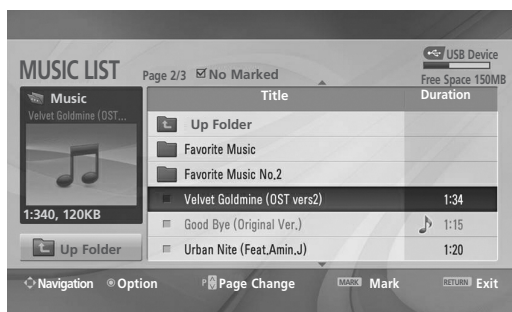 USB Device
MUSIC LIST
Page 2/3 No Marked
Free Space 150MB
Music
Title
Duration
Velvet Goldmine (OST...
Up Folder
Favorite Music
Favorite Music No.2
Velvet Goldmine (OST vers2) 1:34
1:340, 120KB
Good Bye (Original Ver.) 1:15
Up Folder
Urban Nite (Feat.Amin.J) 1:20
Navigation Option P Page Change MARK Mark RETURN Exit